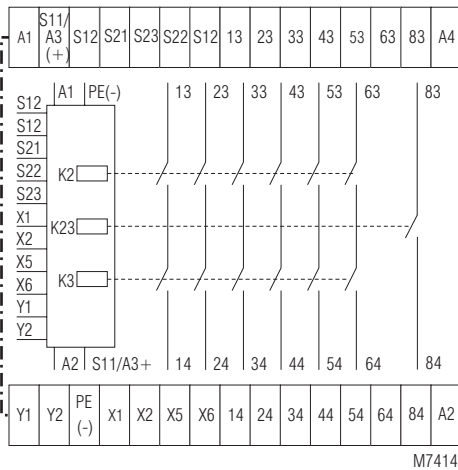 A1 S11/A3(+) S12 S21 S23 S22 S12 13 23 33 43 53 63 83 A4
A1 PE(-) 13 23 33 43 53 63 83
S12
S12
S21
S22
S23
X1
X2
X5
X6
Y1
Y2
K2
K23
K3
A2 S11/A3+ 14 24 34 44 54 64 84
Y1 Y2 PE(-) X1 X2 X5 X6 14 24 34 44 54 64 84 A2
M7414